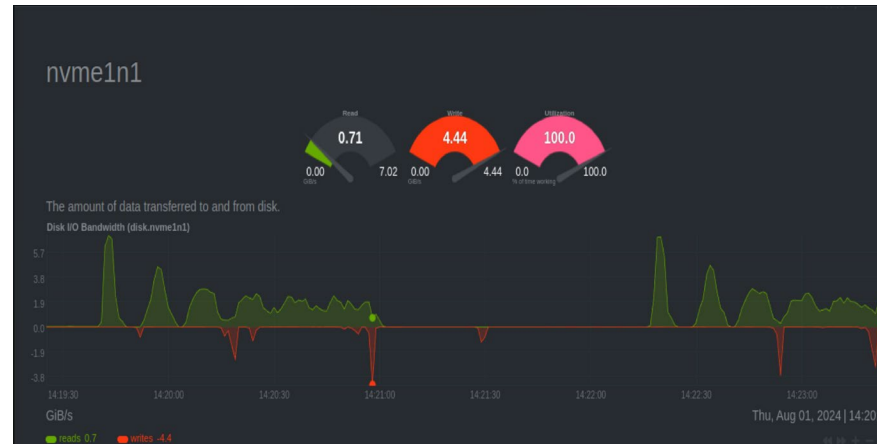 nvme1n1
Read Write Utilization
0.71 4.44 100.0
0.00 7.02 0.00 4.44 0.0 100.0
GiB/s GiB/s % of time working
The amount of data transferred to and from disk.
Disk I/O Bandwidth (disk.nvme1n1)
5.7
3.8
1.9
0.0
-1.9
-3.8
14:19:30 14:20:00 14:20:30 14:21:00 14:21:30 14:22:00 14:22:30 14:23:00
GiB/s Thu, Aug 01, 2024 | 14:20
reads 0.7 writes -4.4